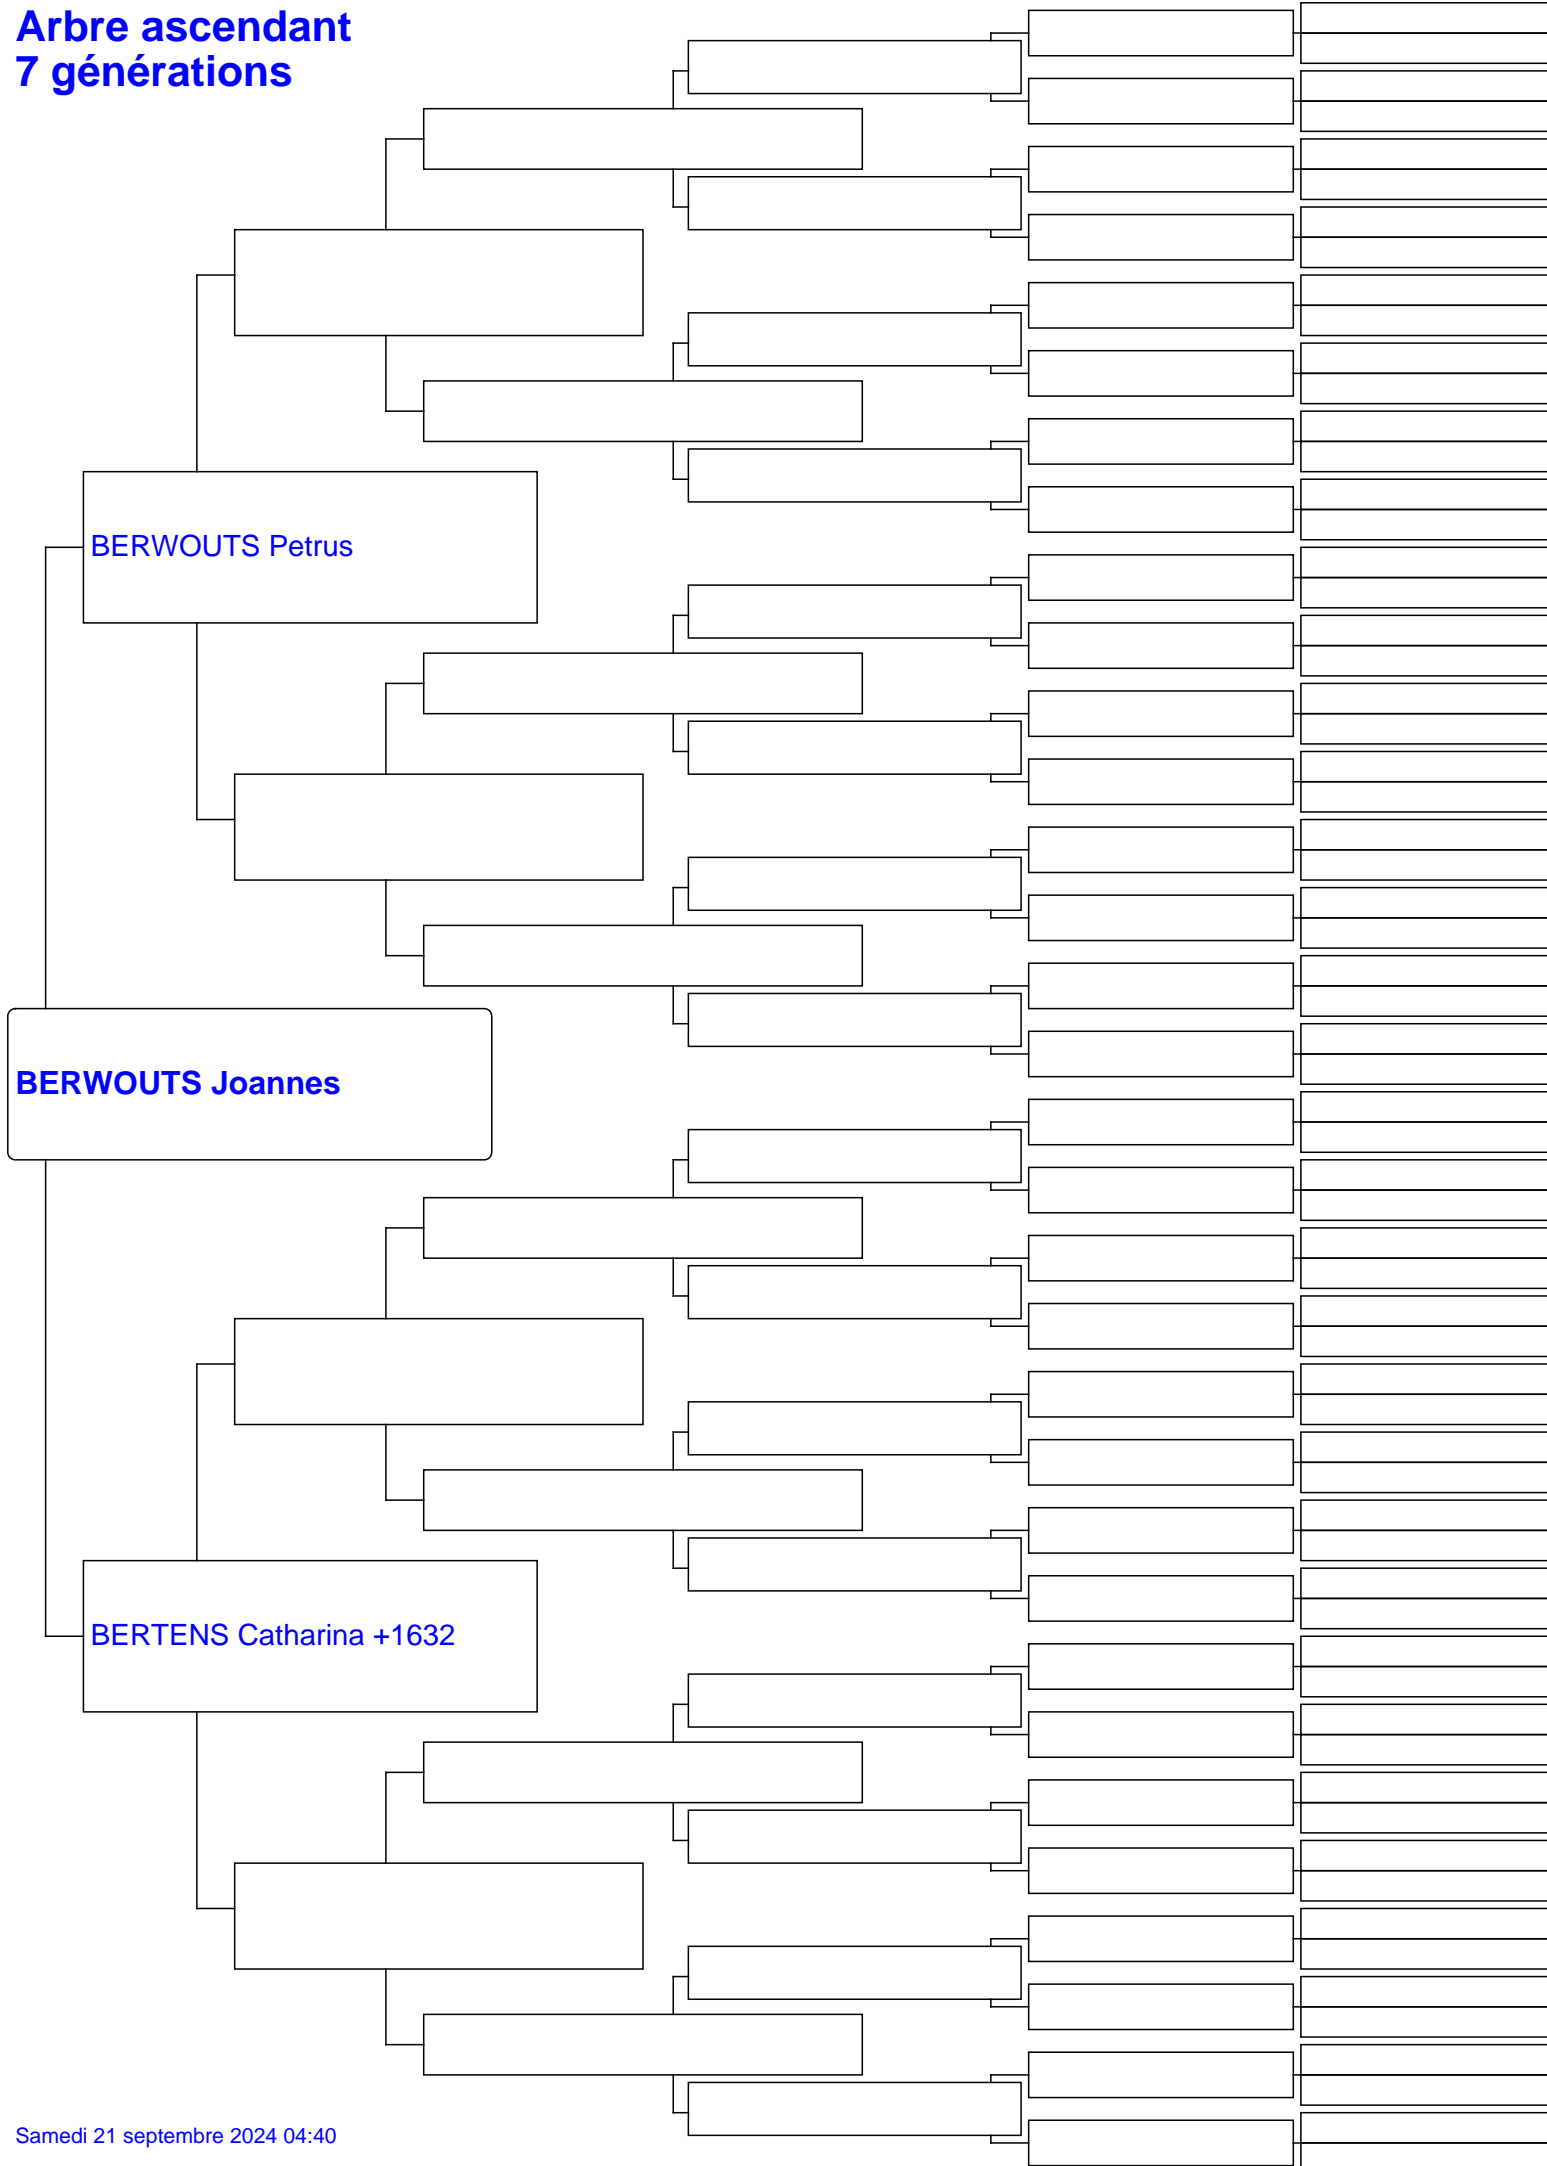 Arbre ascendant
7 générations
BERWOUTS Petrus
BERWOUTS Joannes
BERTENS Catharina +1632
Samedi 21 septembre 2024 04:40